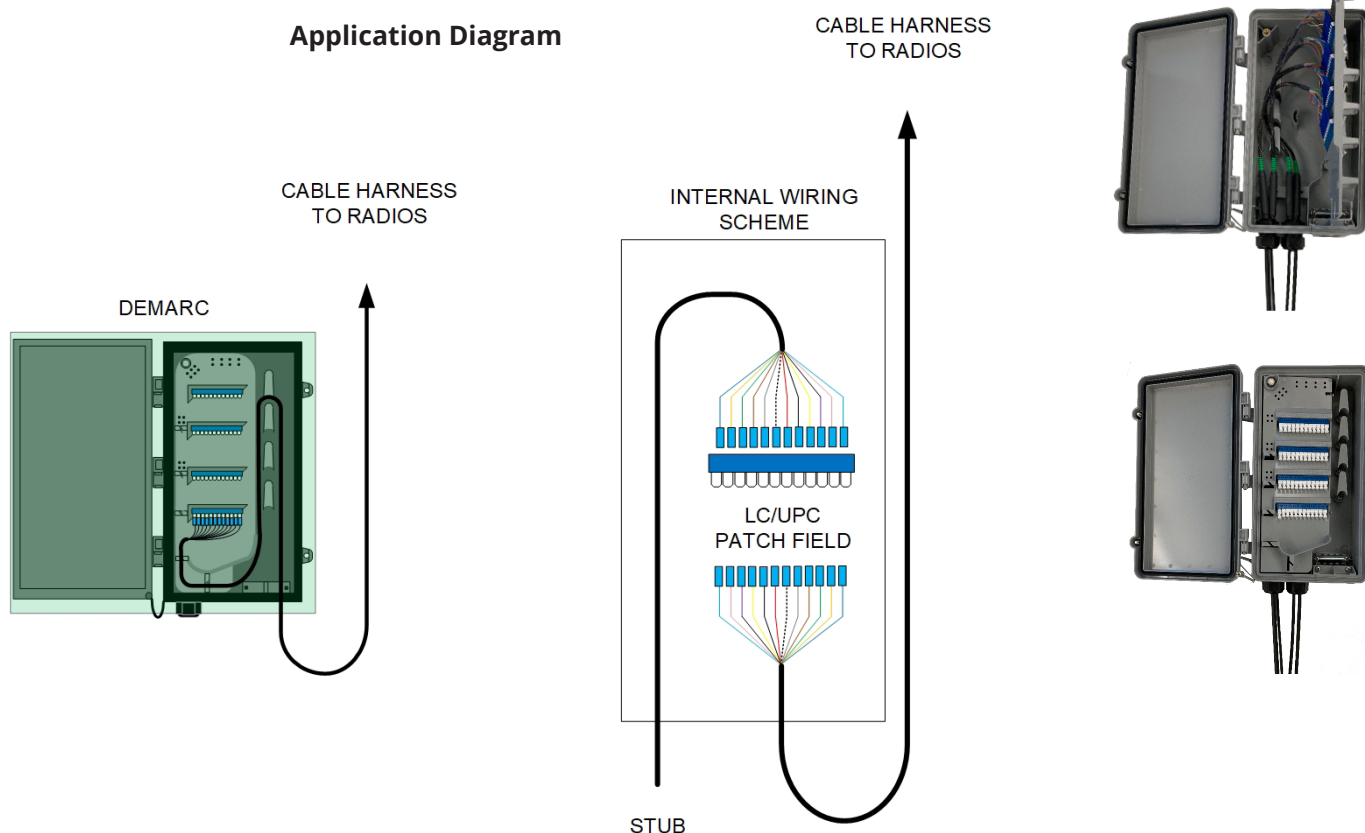 Application Diagram
CABLE HARNESS
TO RADIOS
CABLE HARNESS
TO RADIOS
INTERNAL WIRING
SCHEME
DEMARC
LC/UPC
PATCH FIELD
STUB